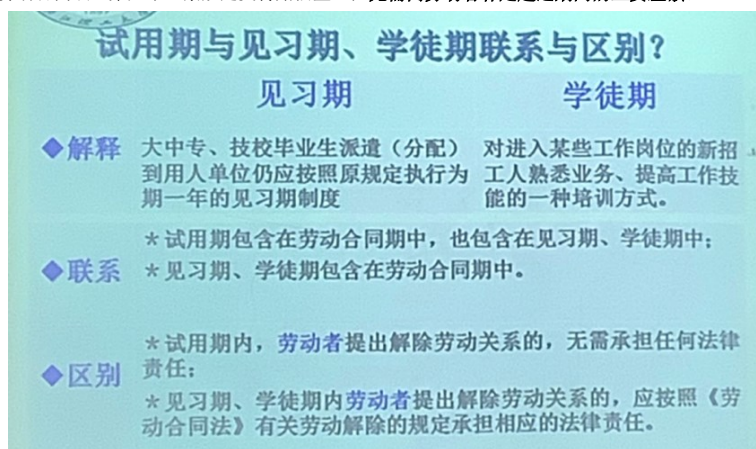 试用期与见习期、学徒期联系与区别？
见习期 学徒期
◆解释
大中专、技校毕业生派遣（分配）
到用人单位仍应按照原规定执行为
期一年的见习期制度
对进入某些工作岗位的新招
工人熟悉业务、提高工作技
能的一种培训方式。
◆联系
*试用期包含在劳动合同期中，也包含在见习期、学徒期中；
*见习期、学徒期包含在劳动合同期中。
◆区别
*试用期内，劳动者提出解除劳动关系的，无需承担任何法律
责任；
*见习期、学徒期内劳动者提出解除劳动关系的，应按照《劳
动合同法》有关劳动解除的规定承担相应的法律责任。